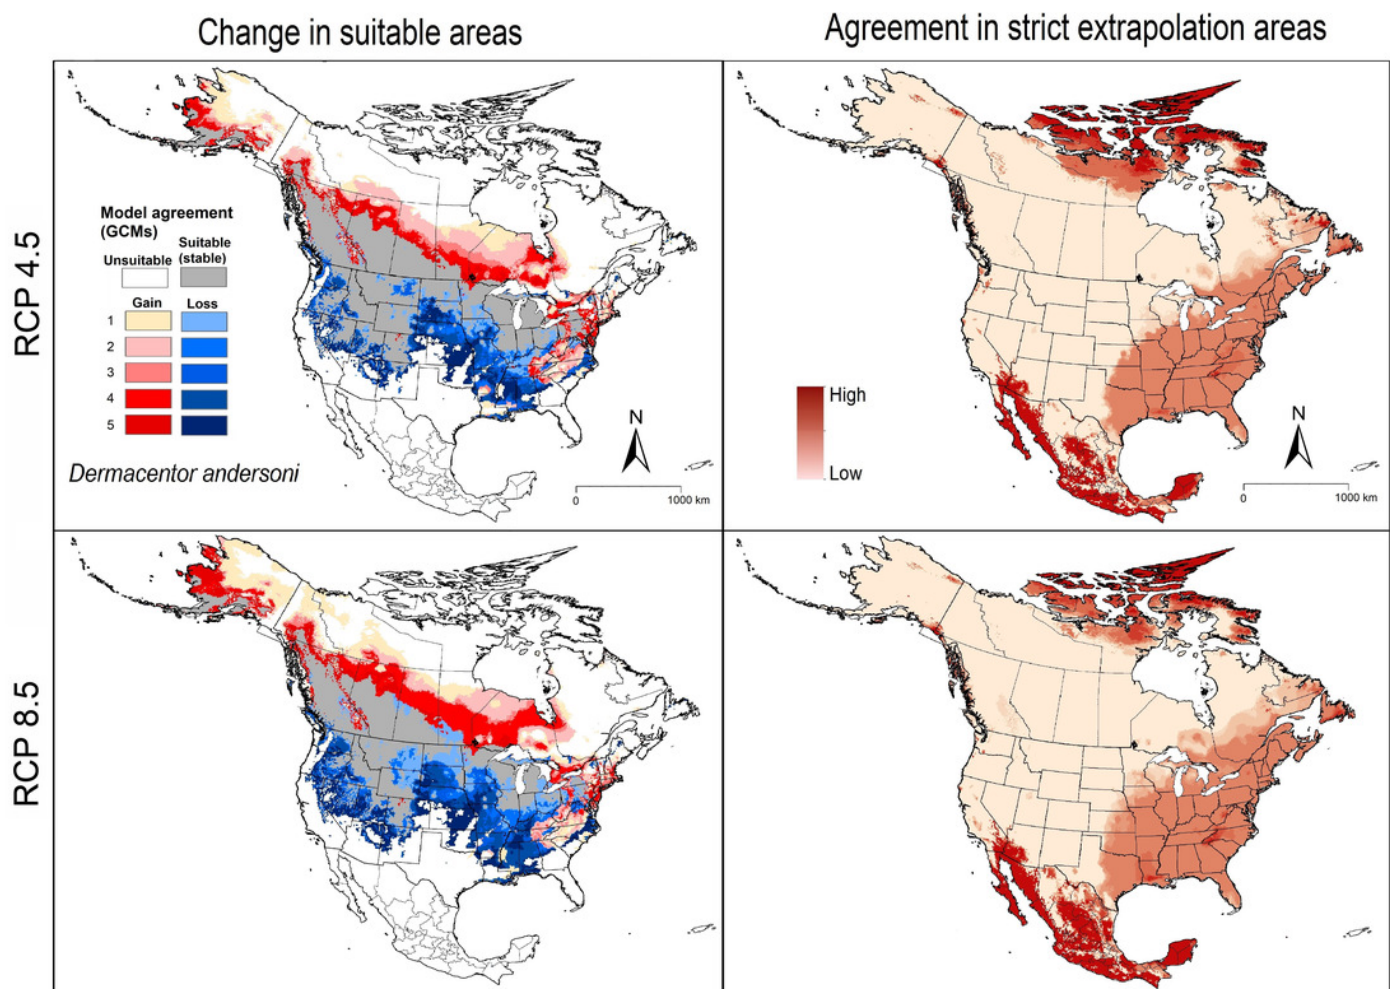 Change in suitable areas
Agreement in strict extrapolation areas
RCP 4.5
Model agreement
(GCMs)
Suitable
(stable)
Unsuitable
Gain
Loss
1
2
3
4
5
Dermacentor andersoni
N
0
1000 km
High
Low
N
0
1000 km
RCP 8.5